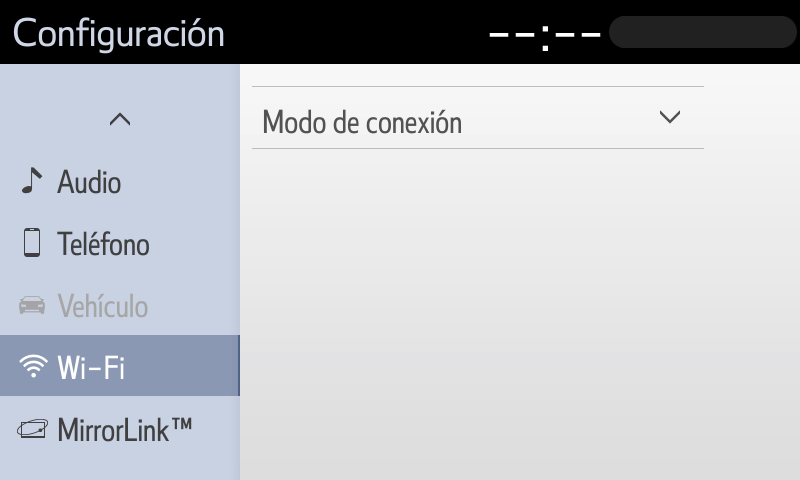 Configuración
--:--
Modo de conexión
Audio
Teléfono
Vehículo
Wi-Fi
MirrorLink™